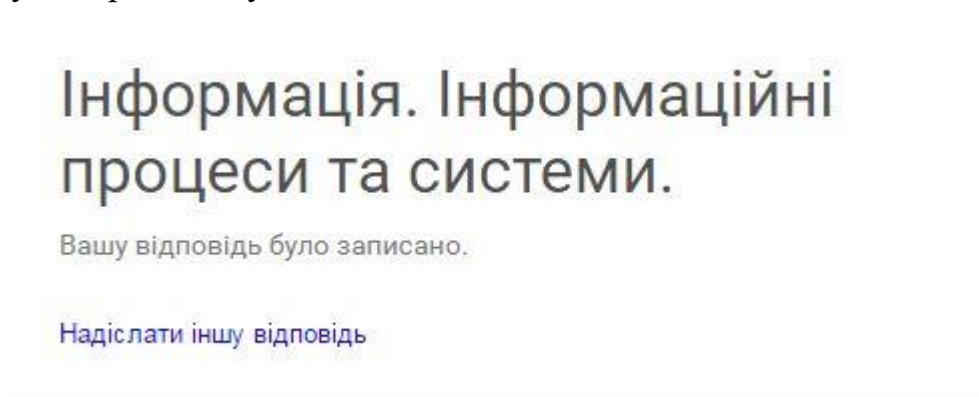 Інформація. Інформаційні
процеси та системи.
Вашу відповідь було записано.
Надіслати іншу відповідь